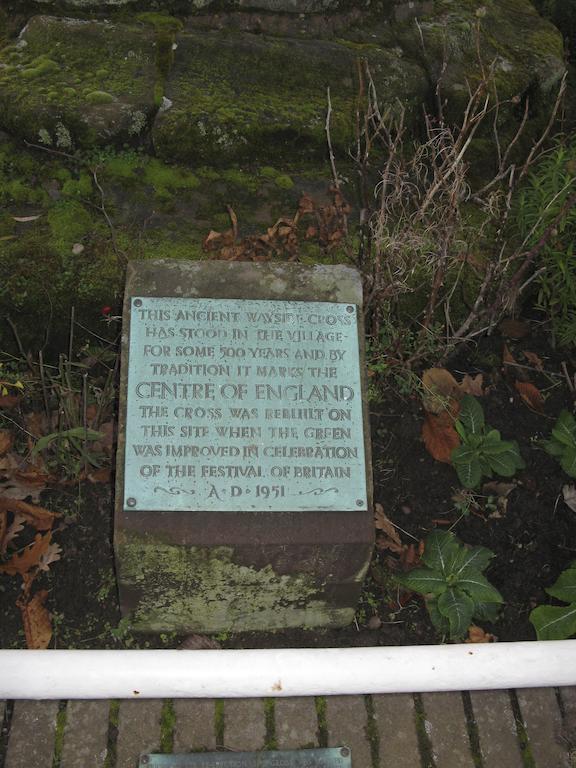 THIS ANCIENT WAYSIDE CROSS
HAS STOOD IN THE VILLAGE
FOR SOME 500 YEARS AND BY
TRADITION IT MARKS THE
CENTRE OF ENGLAND
THE CROSS WAS REBUILT ON
THIS SITE WHEN THE GREEN
WAS IMPROVED IN CELEBRATION
OF THE FESTIVAL OF BRITAIN
A·D·1951